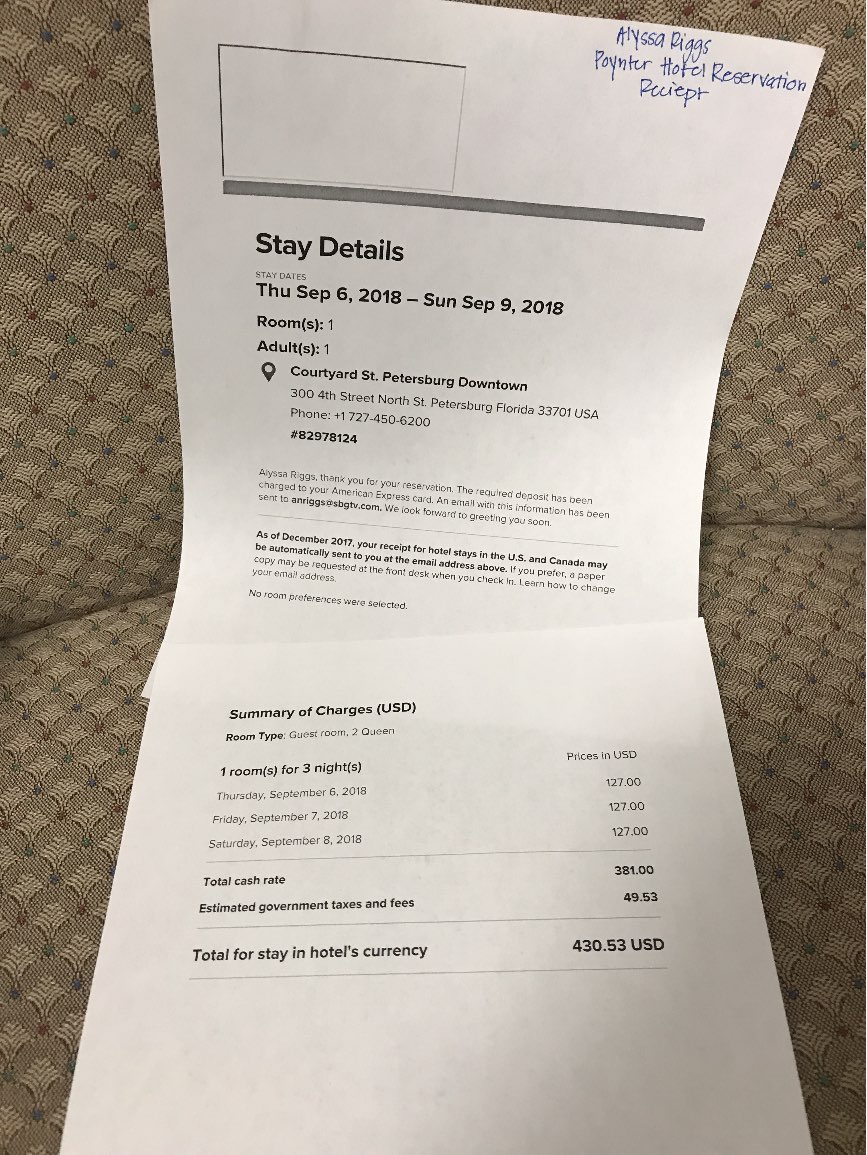 Alyssa Riggs
Poynter Hotel Reservation
Reciept
Stay Details
STAY DATES
Thu Sep 6, 2018 – Sun Sep 9, 2018
Room(s): 1
Adult(s): 1
Courtyard St. Petersburg Downtown
300 4th Street North St. Petersburg Florida 33701 USA
Phone: +1 727-450-6200
#82978124
Alyssa Riggs, thank you for your reservation. The required deposit has been
charged to your American Express card. An email with this information has been
sent to anriggs@sbgtv.com. We look forward to greeting you soon.
As of December 2017, your receipt for hotel stays in the U.S. and Canada may
be automatically sent to you at the email address above. If you prefer, a paper
copy may be requested at the front desk when you check in. Learn how to change
your email address.
No room preferences were selected.
Summary of Charges (USD)
Room Type: Guest room, 2 Queen
Prices in USD
1 room(s) for 3 night(s)
Thursday, September 6, 2018 127.00
Friday, September 7, 2018 127.00
Saturday, September 8, 2018 127.00
Total cash rate 381.00
Estimated government taxes and fees 49.53
Total for stay in hotel's currency 430.53 USD